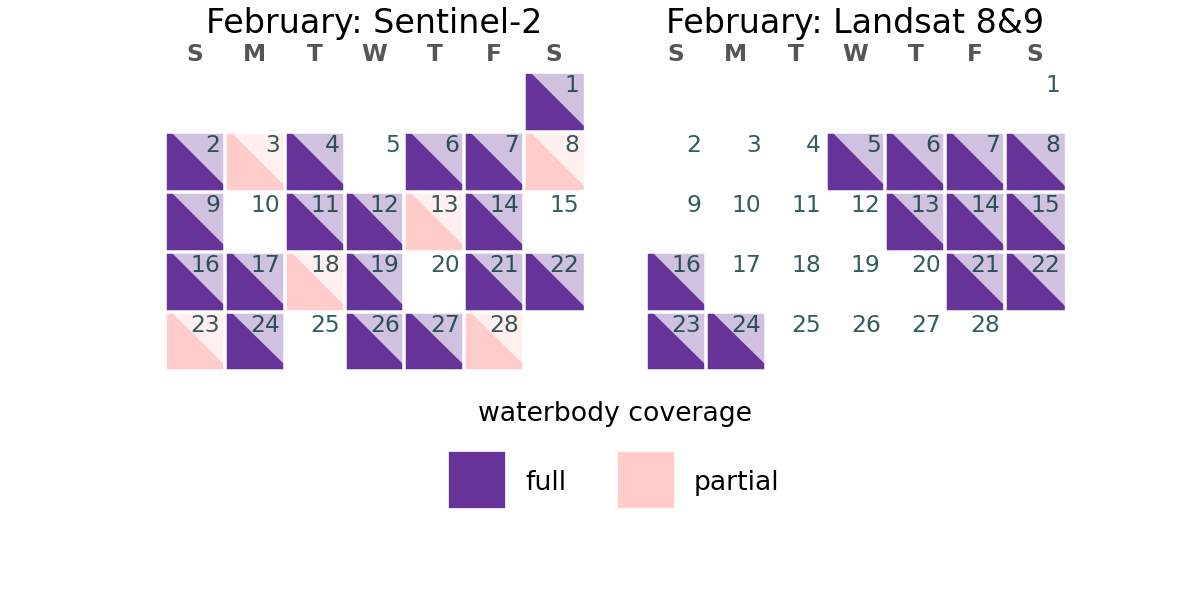 February: Sentinel-2
S M T W T F S
1
2 3 4 5 6 7 8
9 10 11 12 13 14 15
16 17 18 19 20 21 22
23 24 25 26 27 28
February: Landsat 8&9
S M T W T F S
1
2 3 4 5 6 7 8
9 10 11 12 13 14 15
16 17 18 19 20 21 22
23 24 25 26 27 28
waterbody coverage
full
partial